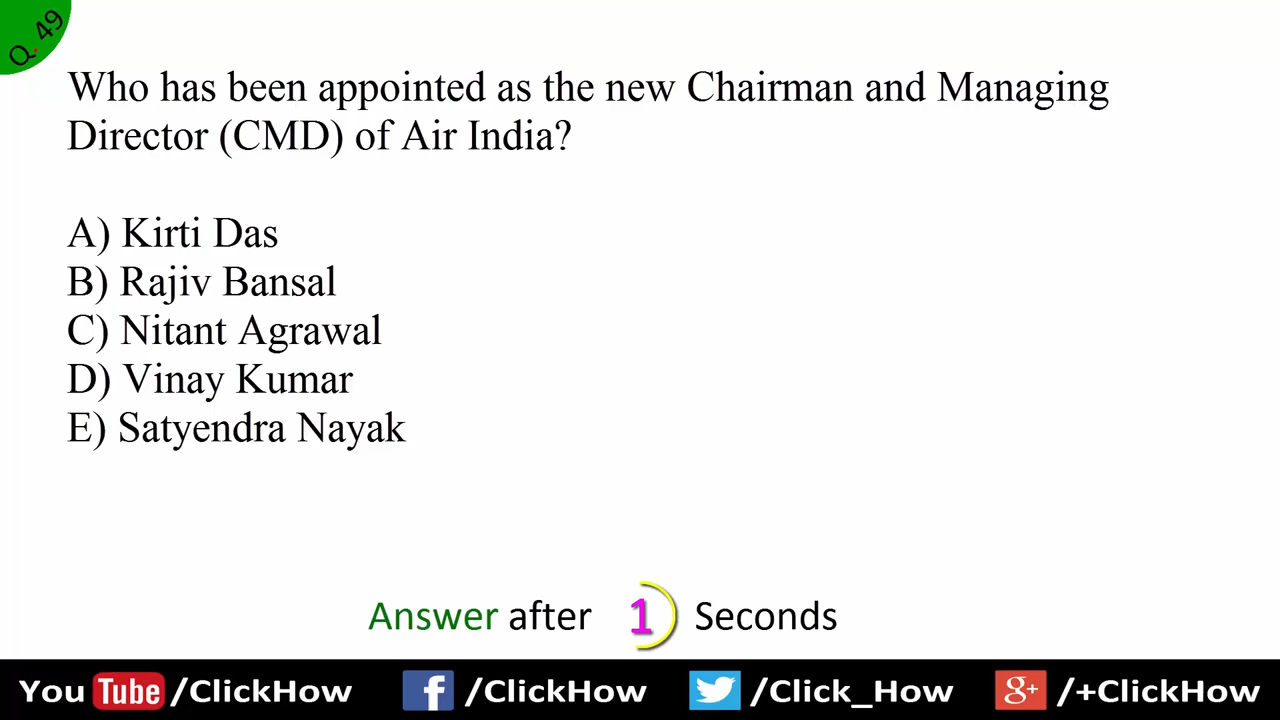 Q. 49
Who has been appointed as the new Chairman and Managing
Director (CMD) of Air India?
A) Kirti Das
B) Rajiv Bansal
C) Nitant Agrawal
D) Vinay Kumar
E) Satyendra Nayak
Answer after 1 Seconds
You Tube /ClickHow f /ClickHow /Click_How g+ /+ClickHow